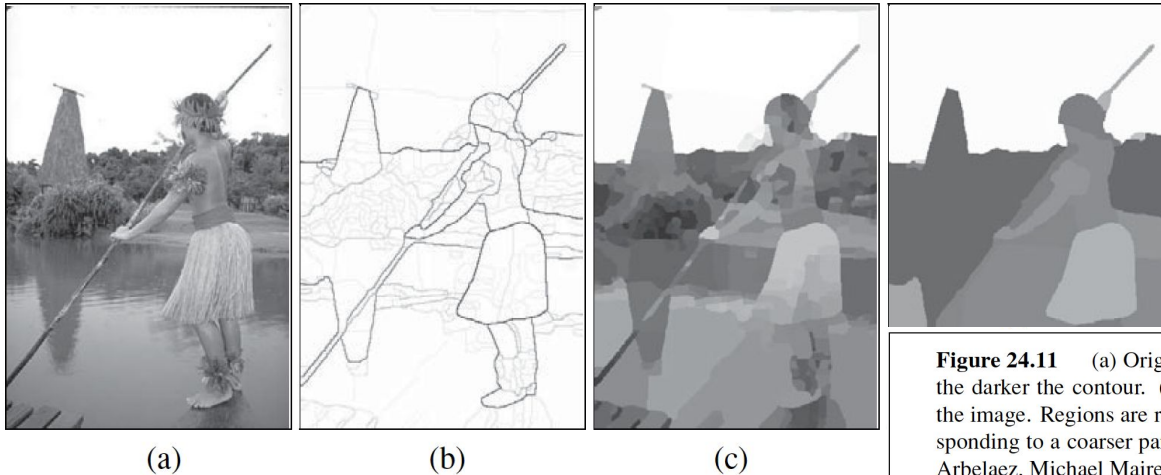 (a)
(b)
(c)
Figure 24.11 (a) Orig
the darker the contour. (
the image. Regions are r
sponding to a coarser pa
Arbelaez, Michael Maire